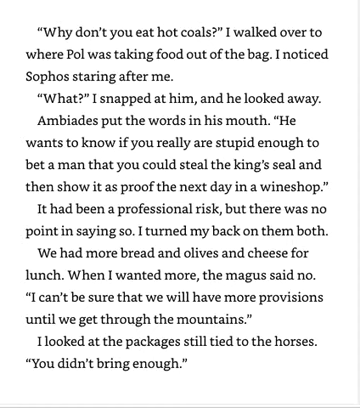 “Why don’t you eat hot coals?” I walked over to
where Pol was taking food out of the bag. I noticed
Sophos staring after me.
“What?” I snapped at him, and he looked away.
Ambiades put the words in his mouth. “He
wants to know if you really are stupid enough to
bet a man that you could steal the king’s seal and
then show it as proof the next day in a wineshop.”
It had been a professional risk, but there was no
point in saying so. I turned my back on them both.
We had more bread and olives and cheese for
lunch. When I wanted more, the magus said no.
“I can’t be sure that we will have more provisions
until we get through the mountains.”
I looked at the packages still tied to the horses.
“You didn’t bring enough.”